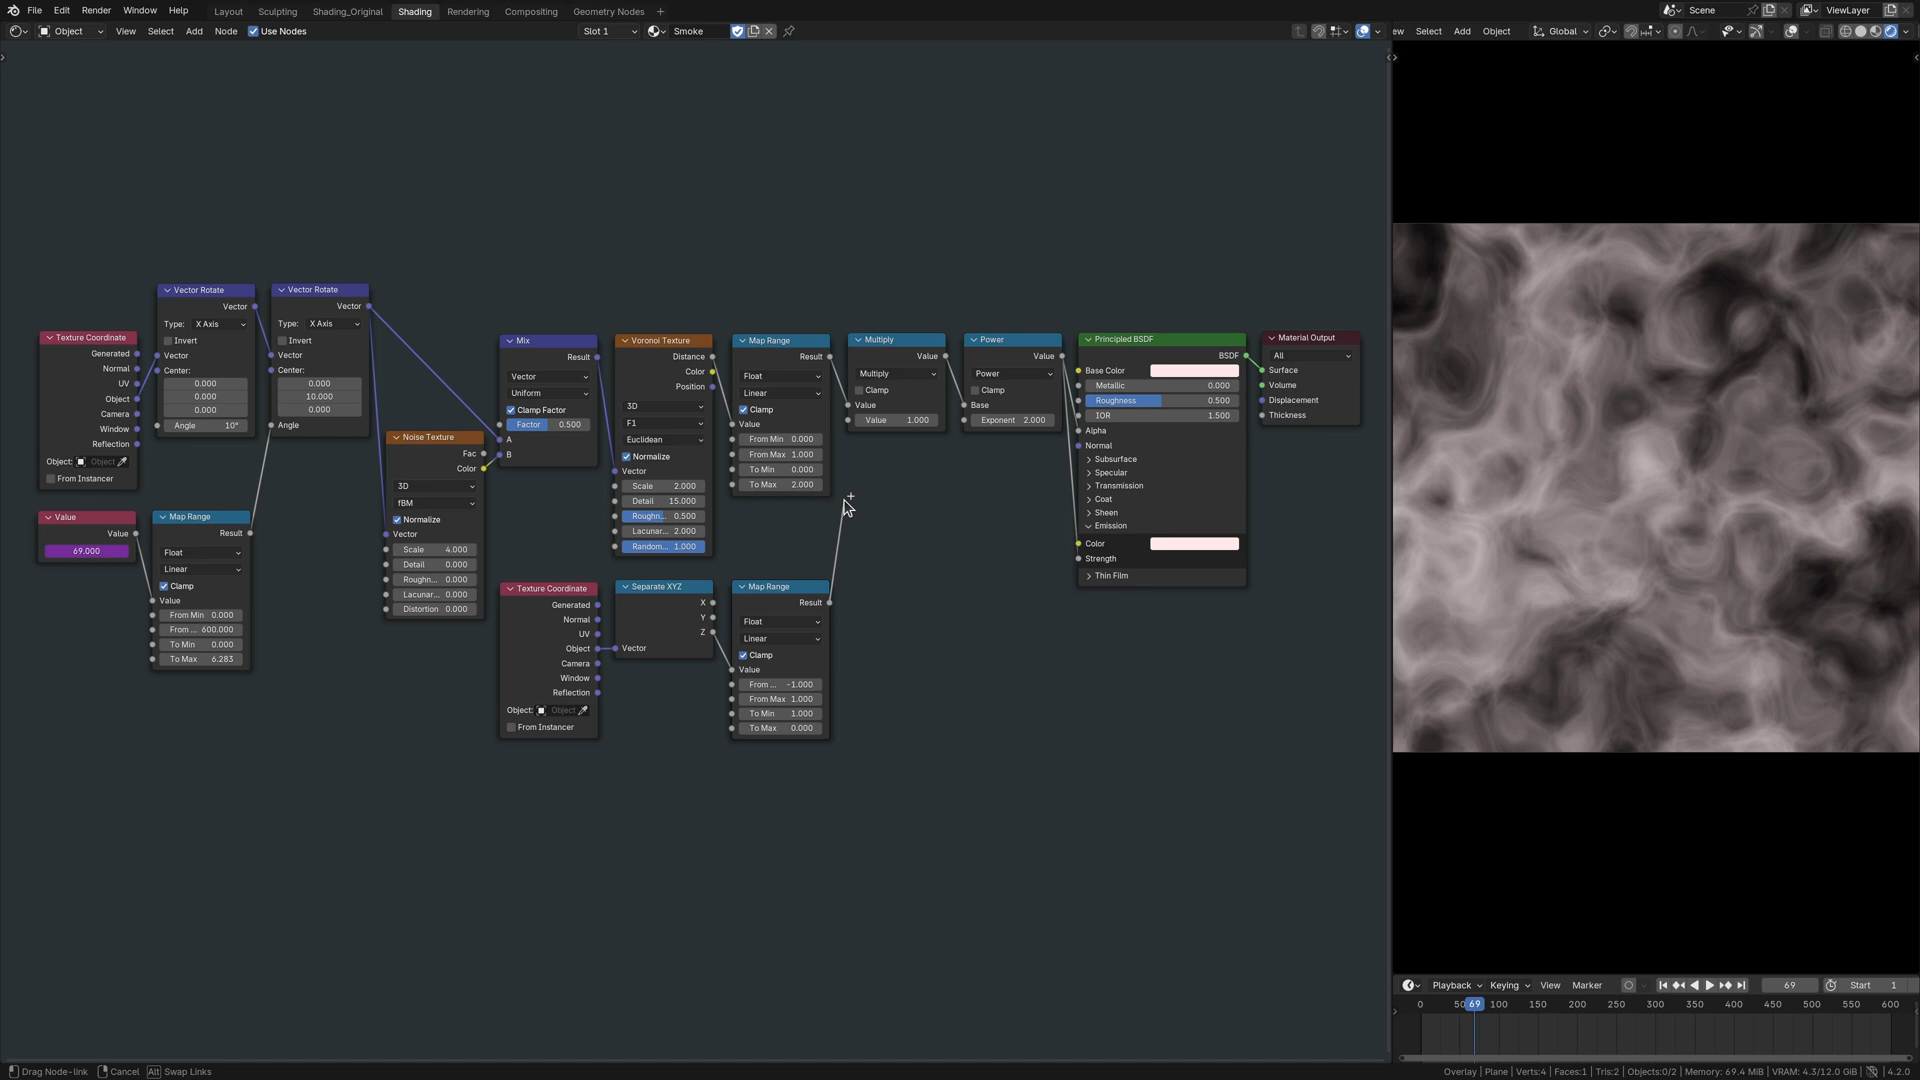 File Edit Render Window Help Layout Sculpting Shading_Original Shading Rendering Compositing Geometry Nodes + Scene ViewLayer
Object View Select Add Node Use Nodes Slot 1 Smoke ew Select Add Object Global
Vector Rotate
Vector
Type: X Axis
Invert
Vector
Center:
0.000
0.000
0.000
Angle 10°
Vector Rotate
Vector
Type: X Axis
Invert
Vector
Center:
0.000
10.000
0.000
Angle
Texture Coordinate
Generated
Normal
UV
Object
Camera
Window
Reflection
Object: Object
From Instancer
Value
Value
69.000
Map Range
Result
Float
Linear
Clamp
Value
From Min 0.000
From ... 600.000
To Min 0.000
To Max 6.283
Noise Texture
Fac
Color
3D
fBM
Normalize
Vector
Scale 4.000
Detail 0.000
Roughn... 0.000
Lacunar... 0.000
Distortion 0.000
Mix
Result
Vector
Uniform
Clamp Factor
Factor 0.500
A
B
Voronoi Texture
Distance
Color
Position
3D
F1
Euclidean
Normalize
Vector
Scale 2.000
Detail 15.000
Roughn... 0.500
Lacunar... 2.000
Random... 1.000
Map Range
Result
Float
Linear
Clamp
Value
From Min 0.000
From Max 1.000
To Min 0.000
To Max 2.000
Multiply
Value
Multiply
Clamp
Value
Value 1.000
Power
Value
Power
Clamp
Base
Exponent 2.000
Principled BSDF
BSDF
Base Color
Metallic 0.000
Roughness 0.500
IOR 1.500
Alpha
Normal
Subsurface
Specular
Transmission
Coat
Sheen
Emission
Color
Strength
Thin Film
Material Output
All
Surface
Volume
Displacement
Thickness
Texture Coordinate
Generated
Normal
UV
Object
Camera
Window
Reflection
Object: Object
From Instancer
Separate XYZ
X
Y
Z
Vector
Map Range
Result
Float
Linear
Clamp
Value
From ... -1.000
From Max 1.000
To Min 1.000
To Max 0.000
Playback Keying View Marker 69 Start 1
0 50 69 100 150 200 250 300 350 400 450 500 550 600
Drag Node-link Cancel Alt Swap Links Overlay | Plane | Verts:4 | Faces:1 | Tris:2 | Objects:0/2 | Memory: 69.4 MiB | VRAM: 4.3/12.0 GiB | 4.2.0